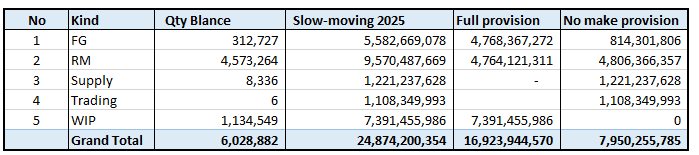 No Kind Qty Blance Slow-moving 2025 Full provision No make provision
1 FG 312,727 5,582,669,078 4,768,367,272 814,301,806
2 RM 4,573,264 9,570,487,669 4,764,121,311 4,806,366,357
3 Supply 8,336 1,221,237,628 - 1,221,237,628
4 Trading 6 1,108,349,993 1,108,349,993
5 WIP 1,134,549 7,391,455,986 7,391,455,986 0
Grand Total 6,028,882 24,874,200,354 16,923,944,570 7,950,255,785